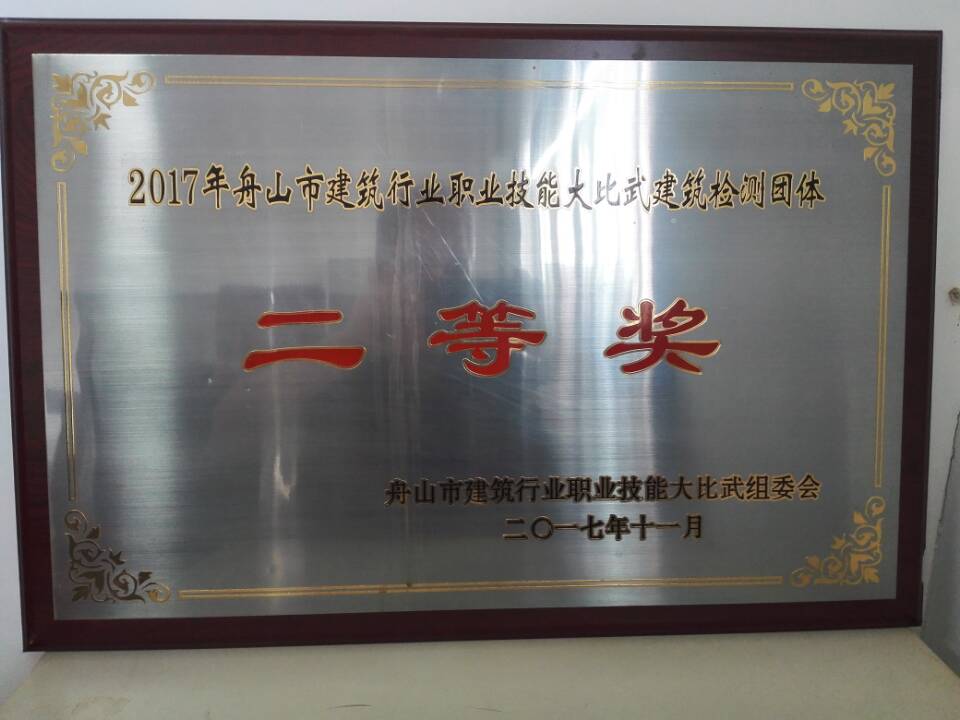 2017年舟山市建筑行业职业技能大比武建筑检测团体
二等奖
舟山市建筑行业职业技能大比武组委会
二〇一七年十一月